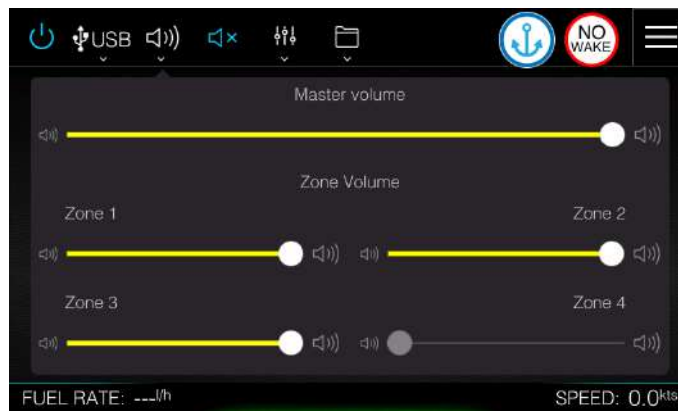 USB
NO
WAKE
Master volume
Zone Volume
Zone 1
Zone 2
Zone 3
Zone 4
FUEL RATE: ---l/h
SPEED: 0.0kts